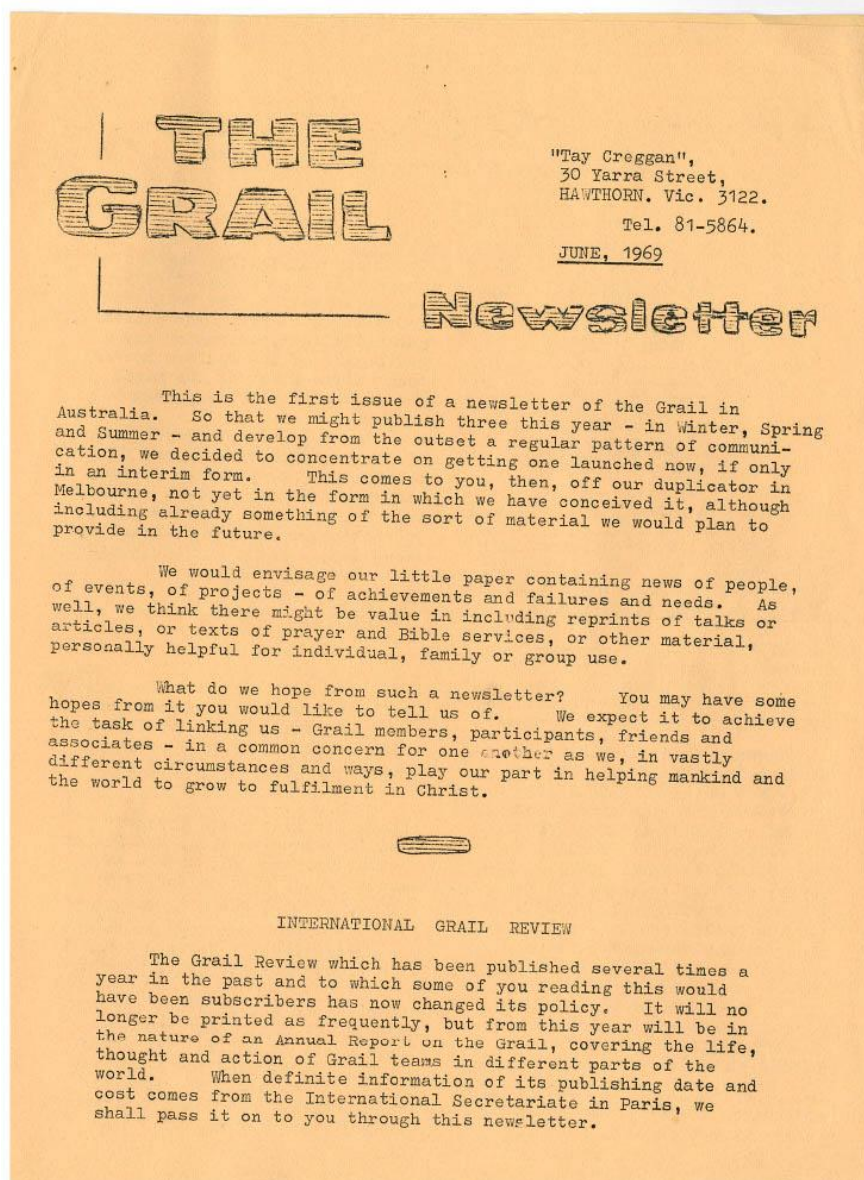 THE
GRAIL
"Tay Creggan",
30 Yarra Street,
HAWTHORN. Vic. 3122.
Tel. 81-5864.
JUNE, 1969
Newsletter
This is the first issue of a newsletter of the Grail in
Australia. So that we might publish three this year - in Winter, Spring
and Summer - and develop from the outset a regular pattern of communi-
cation, we decided to concentrate on getting one launched now, if only
in an interim form. This comes to you, then, off our duplicator in
Melbourne, not yet in the form in which we have conceived it, although
including already something of the sort of material we would plan to
provide in the future.
We would envisage our little paper containing news of people,
of events, of projects - of achievements and failures and needs. As
well, we think there might be value in including reprints of talks or
articles, or texts of prayer and Bible services, or other material,
personally helpful for individual, family or group use.
What do we hope from such a newsletter? You may have some
hopes from it you would like to tell us of. We expect it to achieve
the task of linking us - Grail members, participants, friends and
associates - in a common concern for one another as we, in vastly
different circumstances and ways, play our part in helping mankind and
the world to grow to fulfilment in Christ.
INTERNATIONAL GRAIL REVIEW
The Grail Review which has been published several times a
year in the past and to which some of you reading this would
have been subscribers has now changed its policy. It will no
longer be printed as frequently, but from this year will be in
the nature of an Annual Report on the Grail, covering the life,
thought and action of Grail teams in different parts of the
world. When definite information of its publishing date and
cost comes from the International Secretariate in Paris, we
shall pass it on to you through this newsletter.